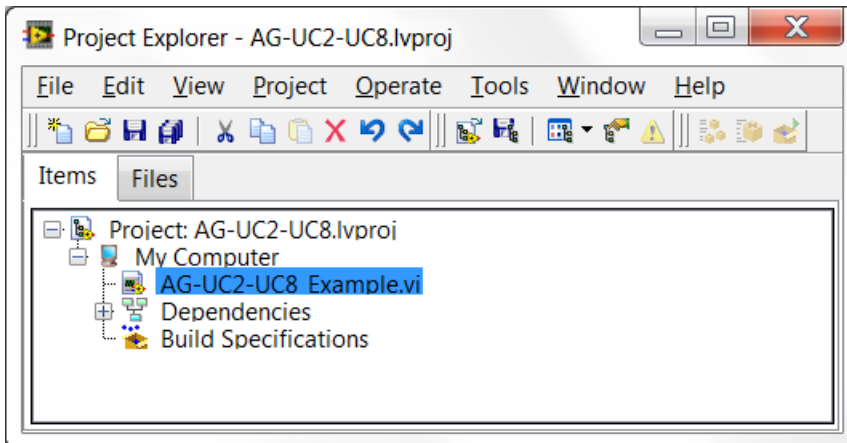 Project Explorer - AG-UC2-UC8.lvproj
File Edit View Project Operate Tools Window Help
Items Files
Project: AG-UC2-UC8.lvproj
My Computer
AG-UC2-UC8 Example.vi
Dependencies
Build Specifications